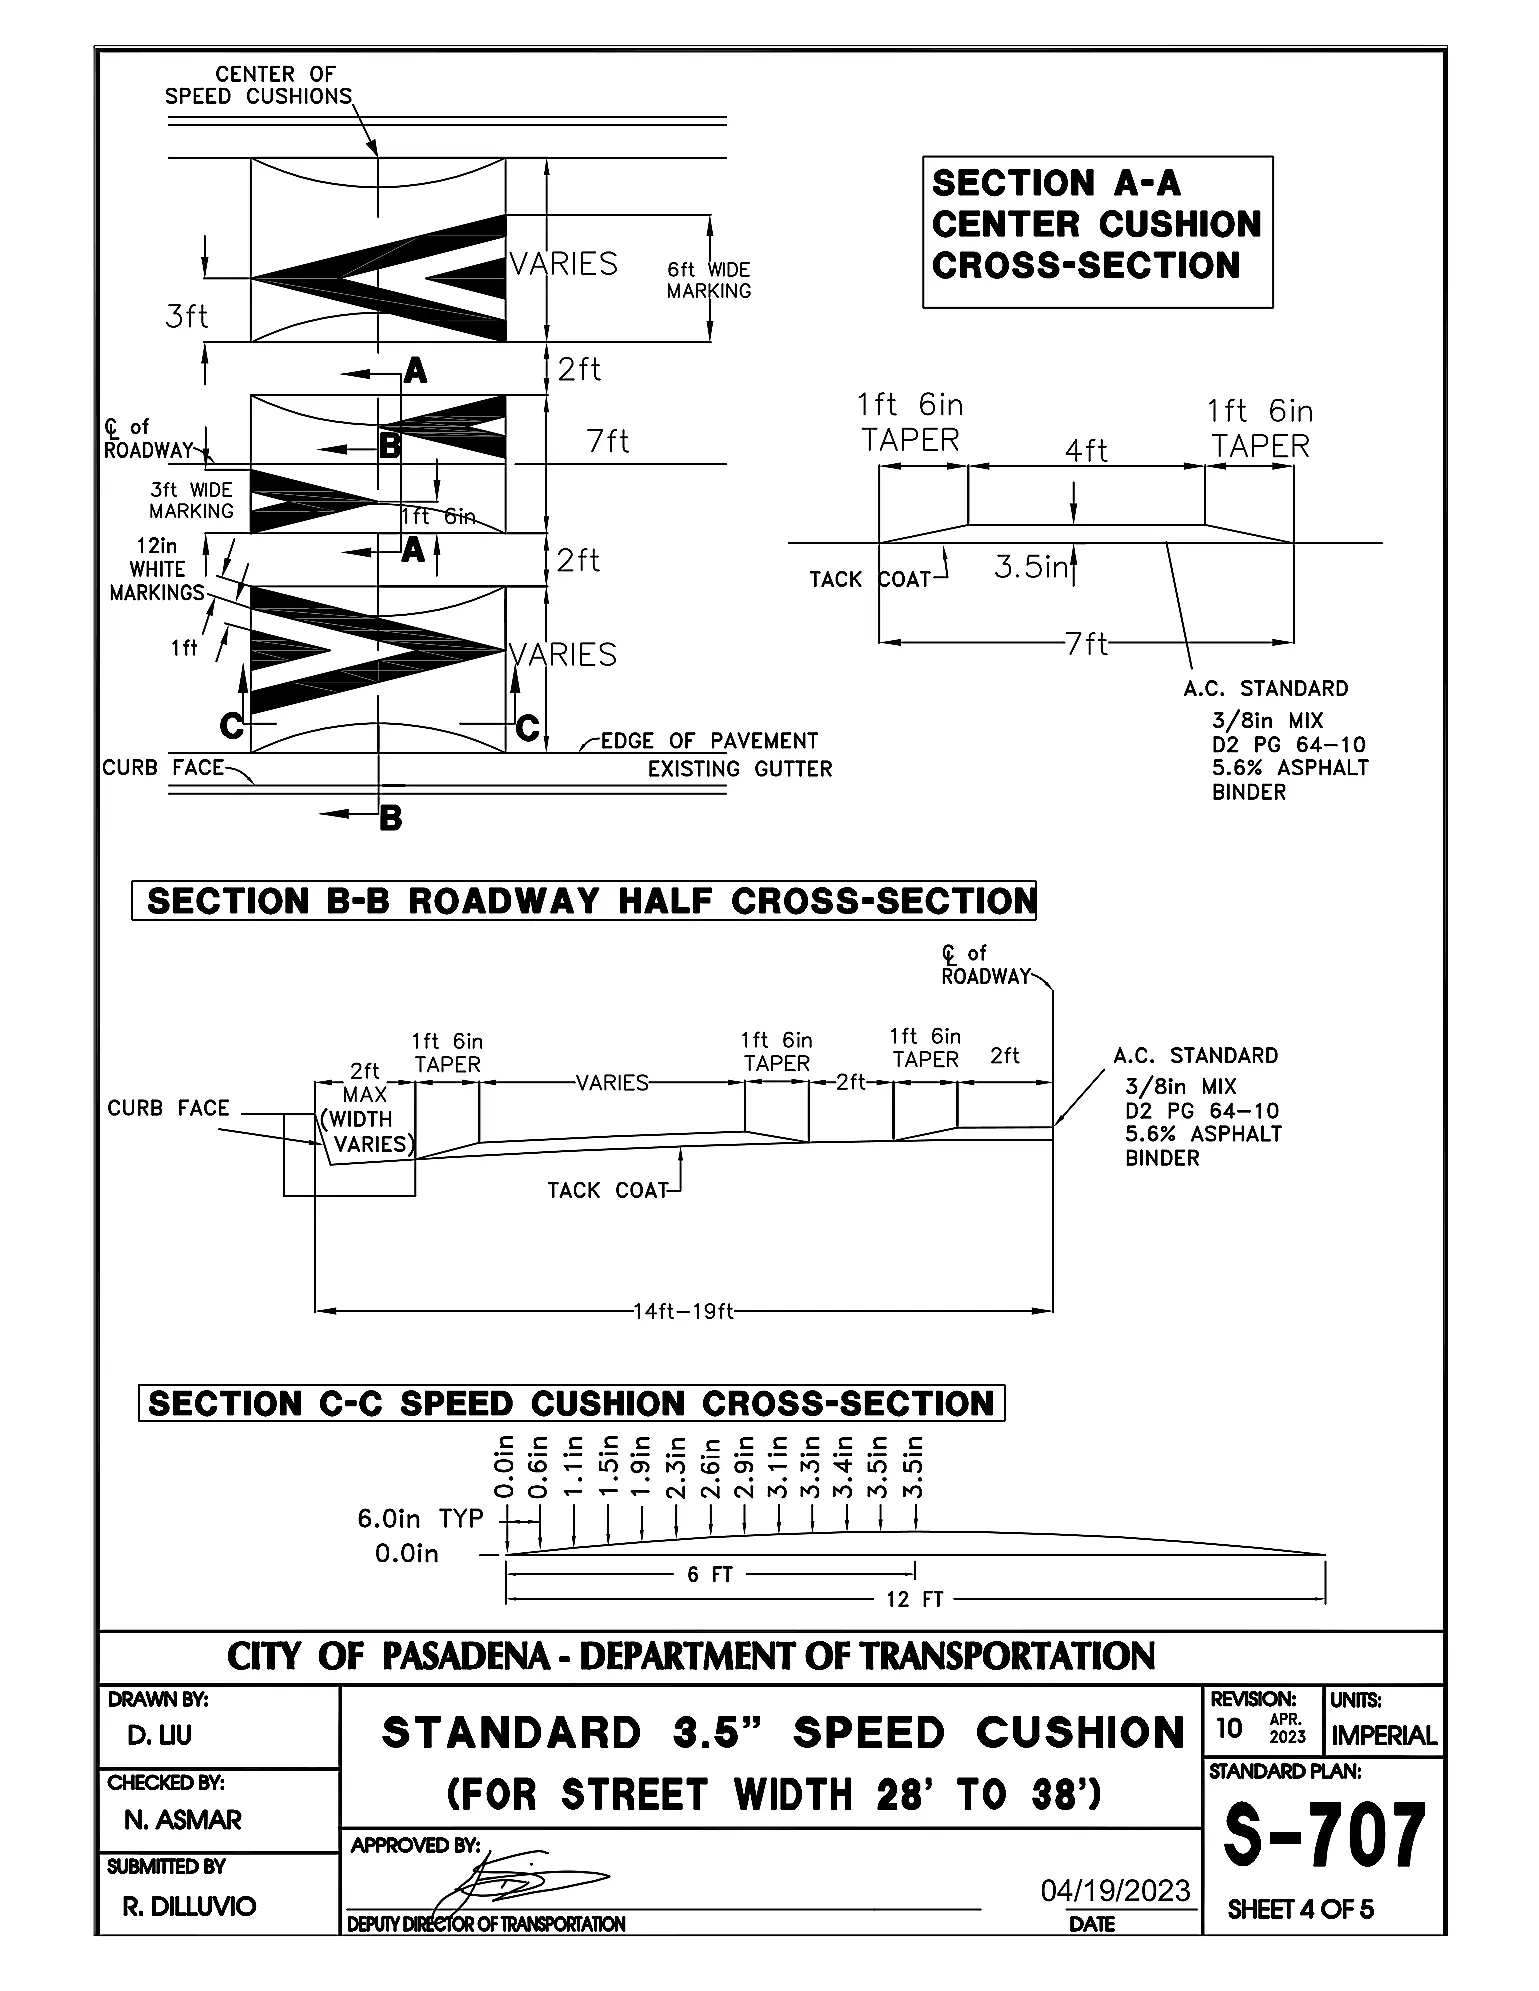 CENTER OF
SPEED CUSHIONS
SECTION A-A
CENTER CUSHION
CROSS-SECTION
VARIES
6ft WIDE
MARKING
3ft
A
2ft
℄ of
ROADWAY
B
7ft
3ft WIDE
MARKING
1ft 6in
12in
WHITE
MARKINGS
A
2ft
1ft
VARIES
C
C
EDGE OF PAVEMENT
CURB FACE
EXISTING GUTTER
B
1ft 6in
TAPER
4ft
1ft 6in
TAPER
TACK COAT
3.5in
7ft
A.C. STANDARD
3/8in MIX
D2 PG 64-10
5.6% ASPHALT
BINDER
SECTION B-B ROADWAY HALF CROSS-SECTION
℄ of
ROADWAY
CURB FACE
2ft
MAX
(WIDTH
VARIES)
1ft 6in
TAPER
VARIES
1ft 6in
TAPER
2ft
1ft 6in
TAPER
2ft
A.C. STANDARD
3/8in MIX
D2 PG 64-10
5.6% ASPHALT
BINDER
TACK COAT
14ft-19ft
SECTION C-C SPEED CUSHION CROSS-SECTION
0.0in
0.6in
1.1in
1.5in
1.9in
2.3in
2.6in
2.9in
3.1in
3.3in
3.4in
3.5in
3.5in
6.0in TYP
0.0in
6 FT
12 FT
CITY OF PASADENA - DEPARTMENT OF TRANSPORTATION
DRAWN BY:
D. LIU
CHECKED BY:
N. ASMAR
SUBMITTED BY
R. DILLUVIO
STANDARD 3.5" SPEED CUSHION
(FOR STREET WIDTH 28' TO 38')
APPROVED BY:
04/19/2023
DEPUTY DIRECTOR OF TRANSPORTATION
DATE
REVISION:
10 APR. 2023
UNITS:
IMPERIAL
STANDARD PLAN:
S-707
SHEET 4 OF 5